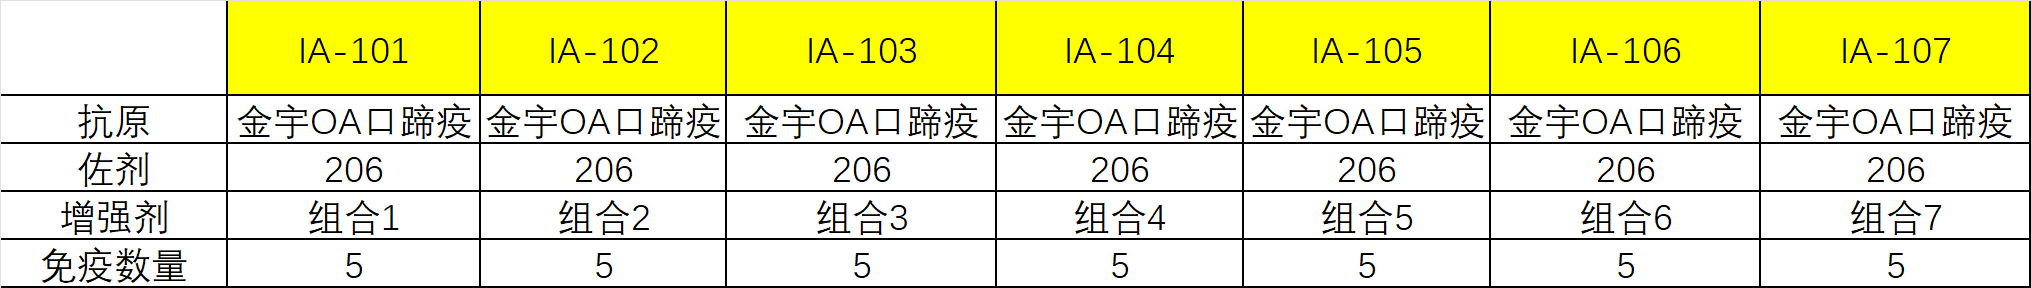 IA-101 IA-102 IA-103 IA-104 IA-105 IA-106 IA-107
抗原 金宇OA口蹄疫 金宇OA口蹄疫 金宇OA口蹄疫 金宇OA口蹄疫 金宇OA口蹄疫 金宇OA口蹄疫 金宇OA口蹄疫
佐剂 206 206 206 206 206 206 206
增强剂 组合1 组合2 组合3 组合4 组合5 组合6 组合7
免疫数量 5 5 5 5 5 5 5